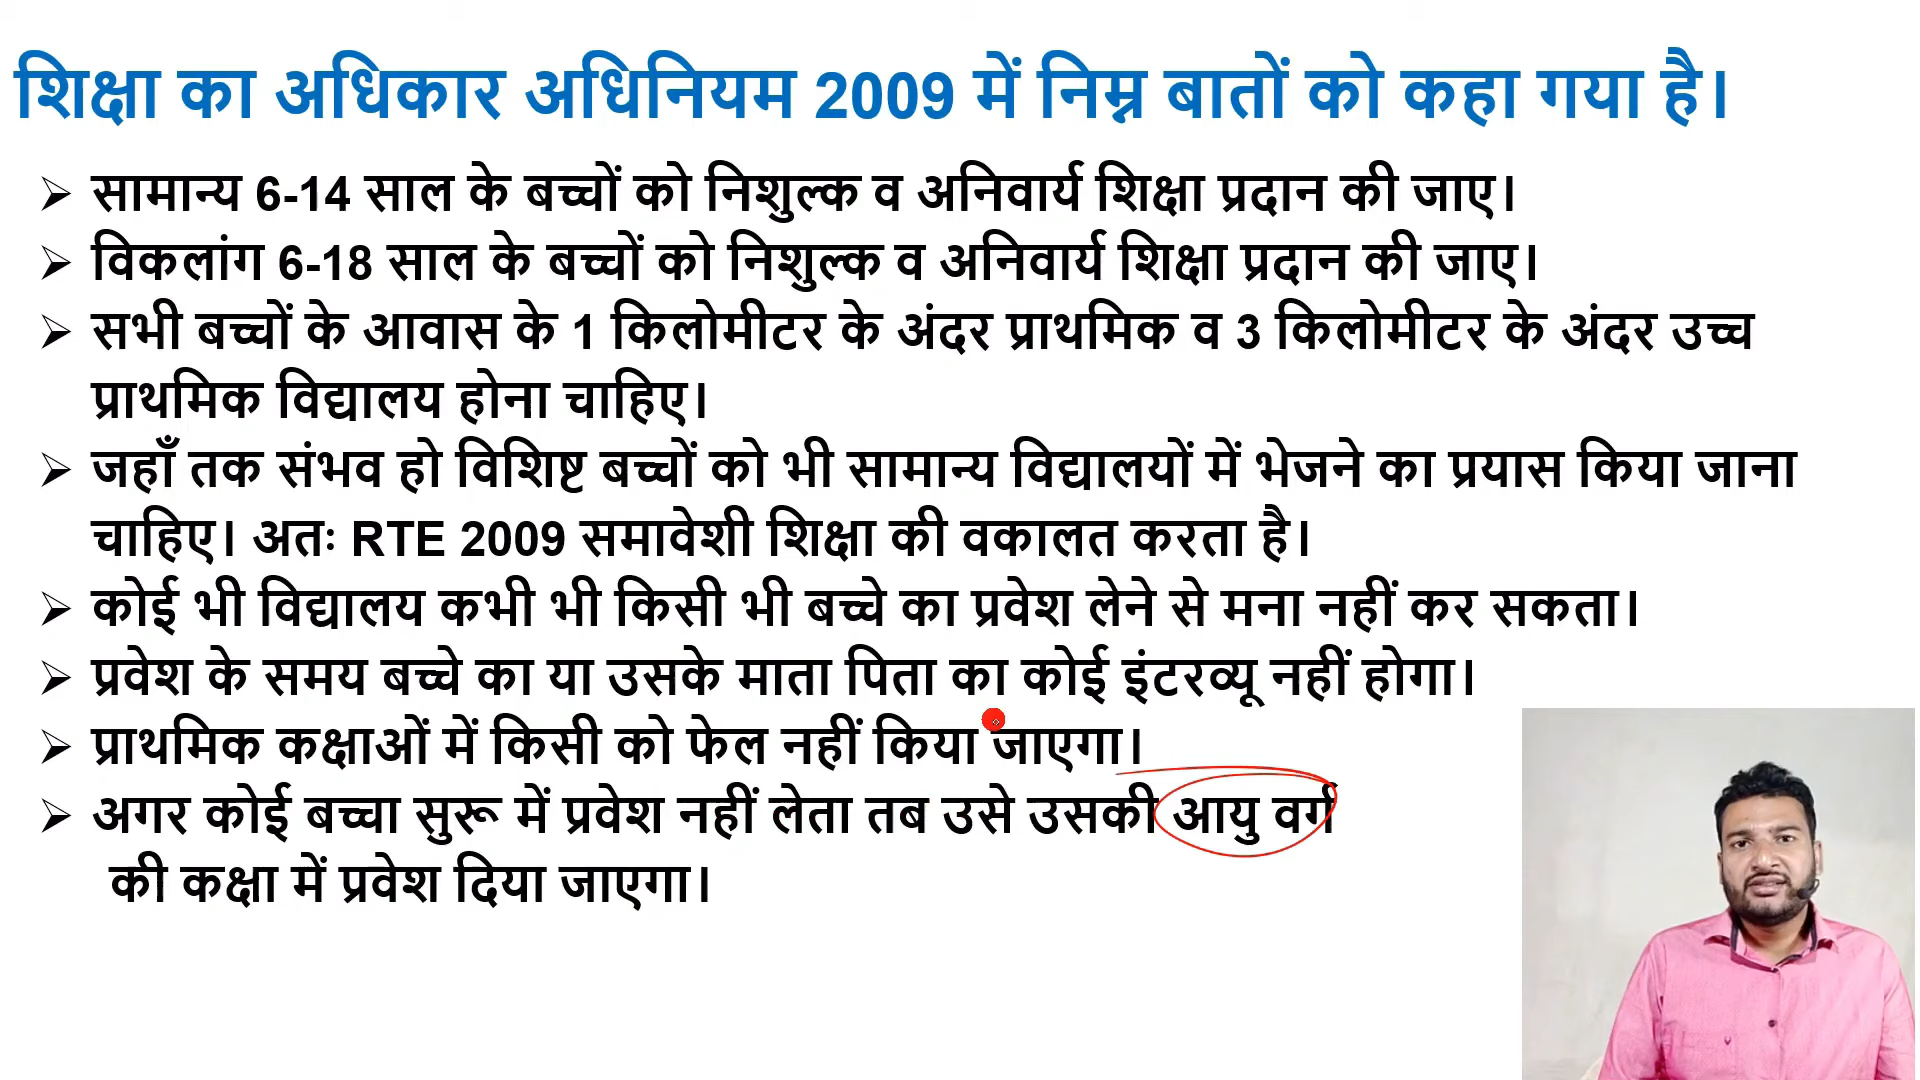 शिक्षा का अधिकार अधिनियम 2009 में निम्न बातों को कहा गया है।
➢ सामान्य 6-14 साल के बच्चों को निशुल्क व अनिवार्य शिक्षा प्रदान की जाए।
➢ विकलांग 6-18 साल के बच्चों को निशुल्क व अनिवार्य शिक्षा प्रदान की जाए।
➢ सभी बच्चों के आवास के 1 किलोमीटर के अंदर प्राथमिक व 3 किलोमीटर के अंदर उच्च
प्राथमिक विद्यालय होना चाहिए।
➢ जहाँ तक संभव हो विशिष्ट बच्चों को भी सामान्य विद्यालयों में भेजने का प्रयास किया जाना
चाहिए। अतः RTE 2009 समावेशी शिक्षा की वकालत करता है।
➢ कोई भी विद्यालय कभी भी किसी भी बच्चे का प्रवेश लेने से मना नहीं कर सकता।
➢ प्रवेश के समय बच्चे का या उसके माता पिता का कोई इंटरव्यू नहीं होगा।
➢ प्राथमिक कक्षाओं में किसी को फेल नहीं किया जाएगा।
➢ अगर कोई बच्चा सुरू में प्रवेश नहीं लेता तब उसे उसकी आयु वर्ग
की कक्षा में प्रवेश दिया जाएगा।